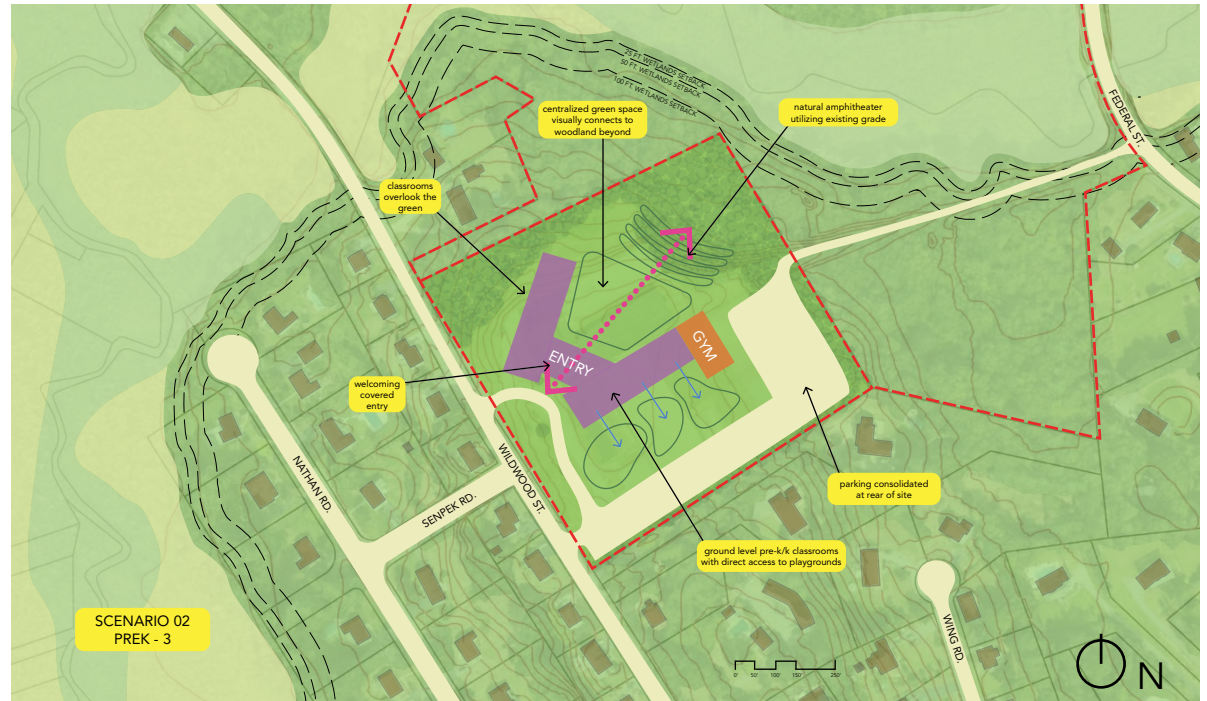 25 FT. WETLANDS SETBACK
50 FT. WETLANDS SETBACK
100 FT. WETLANDS SETBACK
centralized green space
visually connects to
woodland beyond
natural amphitheater
utilizing existing grade
FEDERAL ST.
classrooms
overlook the
green
GYM
ENTRY
welcoming
covered
entry
NATHAN RD.
SENPEK RD.
WILDWOOD ST.
parking consolidated
at rear of site
ground level pre-k/k classrooms
with direct access to playgrounds
SCENARIO 02
PREK - 3
WING RD.
0' 50' 100' 150' 250'
N